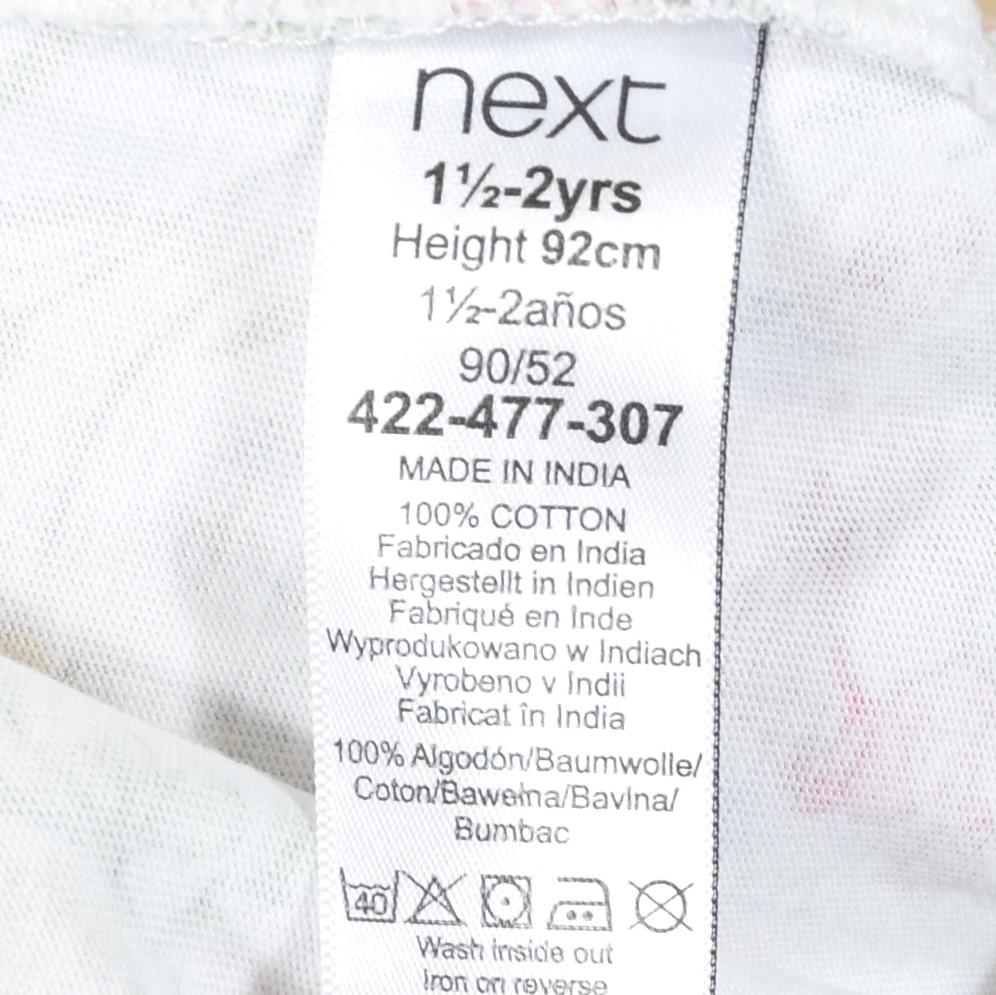 next
1½-2yrs
Height 92cm
1½-2años
90/52
422-477-307
MADE IN INDIA
100% COTTON
Fabricado en India
Hergestellt in Indien
Fabriqué en Inde
Wyprodukowano w Indiach
Vyrobeno v Indii
Fabricat în India
100% Algodón/Baumwolle/
Coton/Bawełna/Bavlna/
Bumbac
40
Wash inside out
Iron on reverse